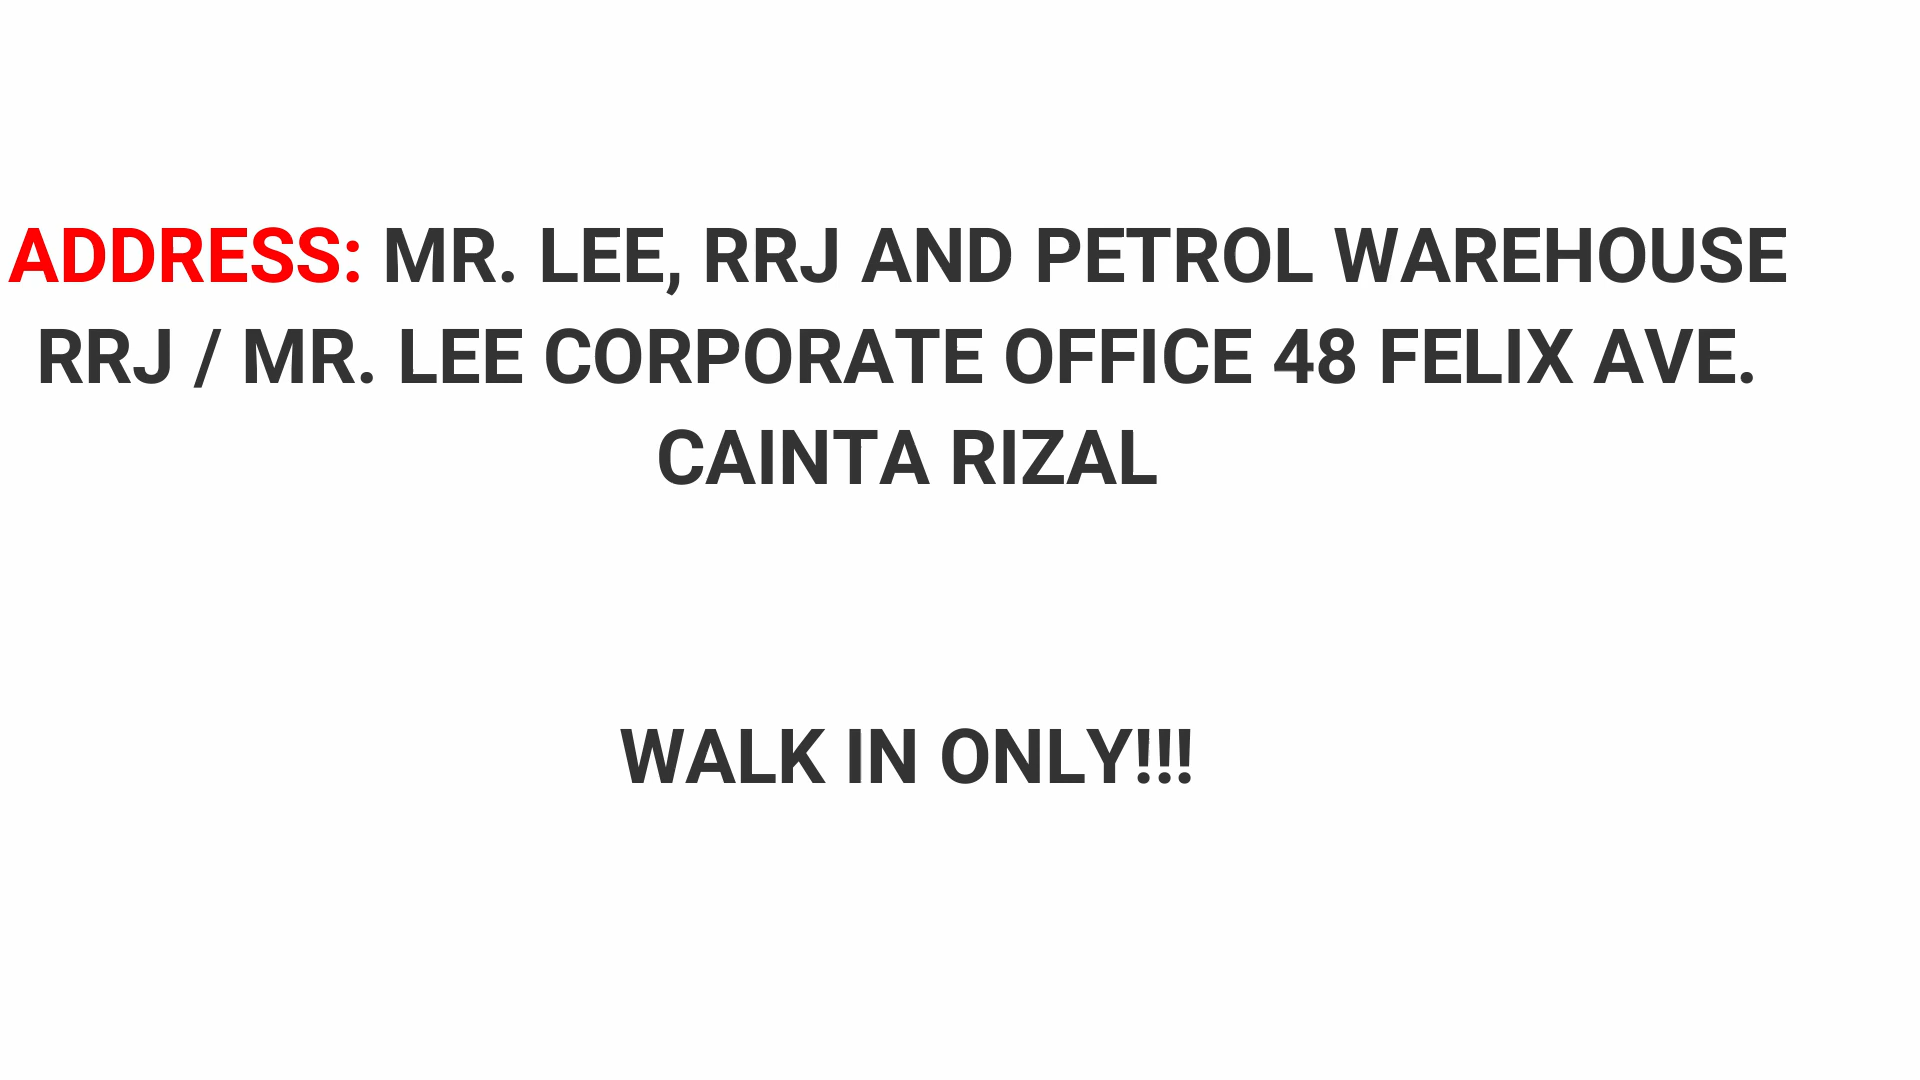 ADDRESS: MR. LEE, RRJ AND PETROL WAREHOUSE
RRJ / MR. LEE CORPORATE OFFICE 48 FELIX AVE.
CAINTA RIZAL
WALK IN ONLY!!!